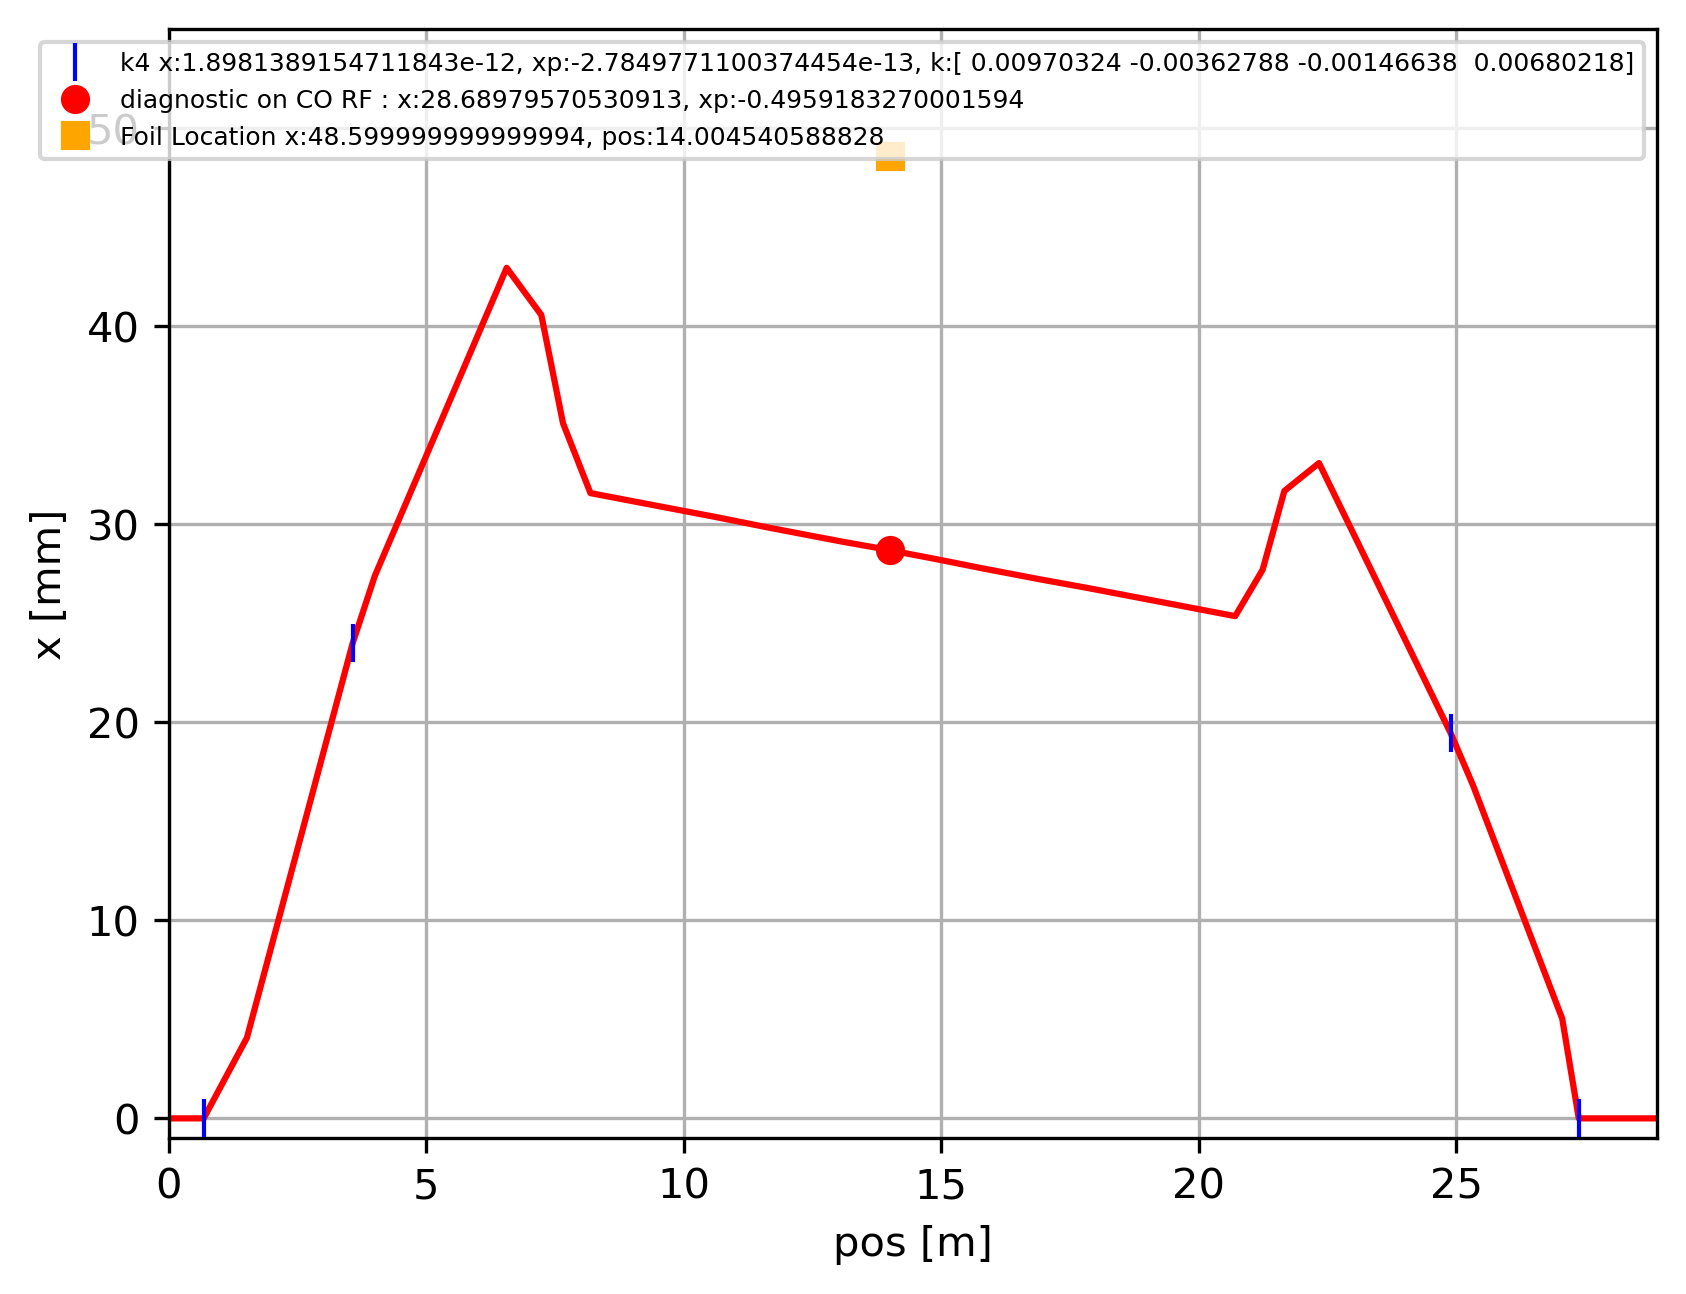 k4 x:1.8981389154711843e-12, xp:-2.7849771100374454e-13, k:[ 0.00970324 -0.00362788 -0.00146638  0.00680218]
diagnostic on CO RF : x:28.68979570530913, xp:-0.4959183270001594
Foil Location x:48.599999999999994, pos:14.004540588828
50
40
30
20
10
0
x [mm]
0 5 10 15 20 25
pos [m]